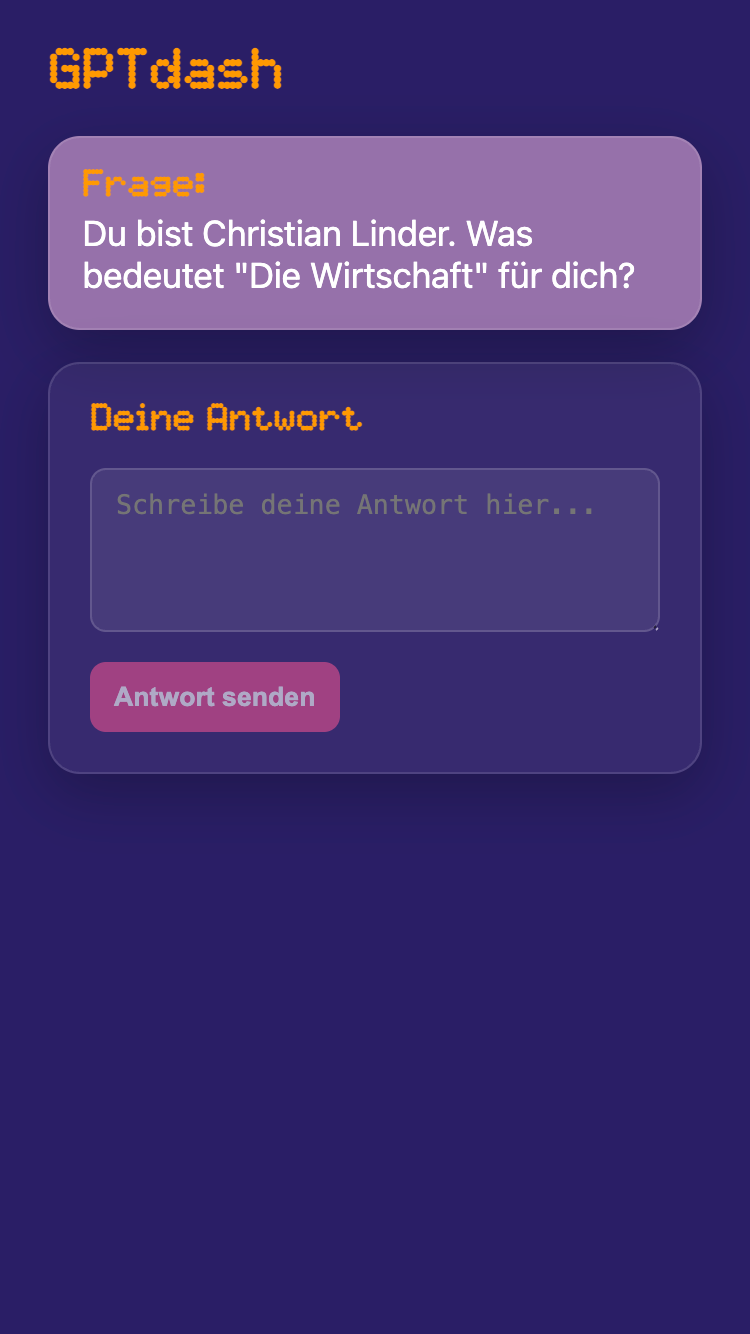 GPTdash
Frage:
Du bist Christian Linder. Was
bedeutet "Die Wirtschaft" für dich?
Deine Antwort
Schreibe deine Antwort hier...
Antwort senden